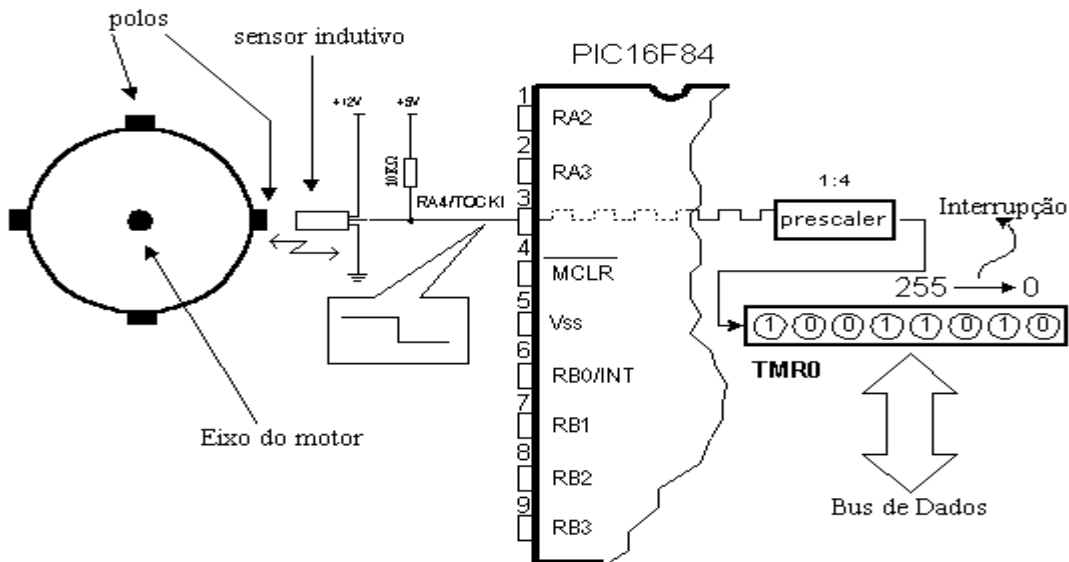 polos
sensor indutivo
PIC16F84
+12V
+5V
10KΩ
RA4/TOCKI
1
RA2
2
RA3
3
4
MCLR
5
Vss
6
RB0/INT
7
RB1
8
RB2
9
RB3
1:4
prescaler
Interrupção
255
0
1 0 0 1 1 0 1 0
TMR0
Eixo do motor
Bus de Dados